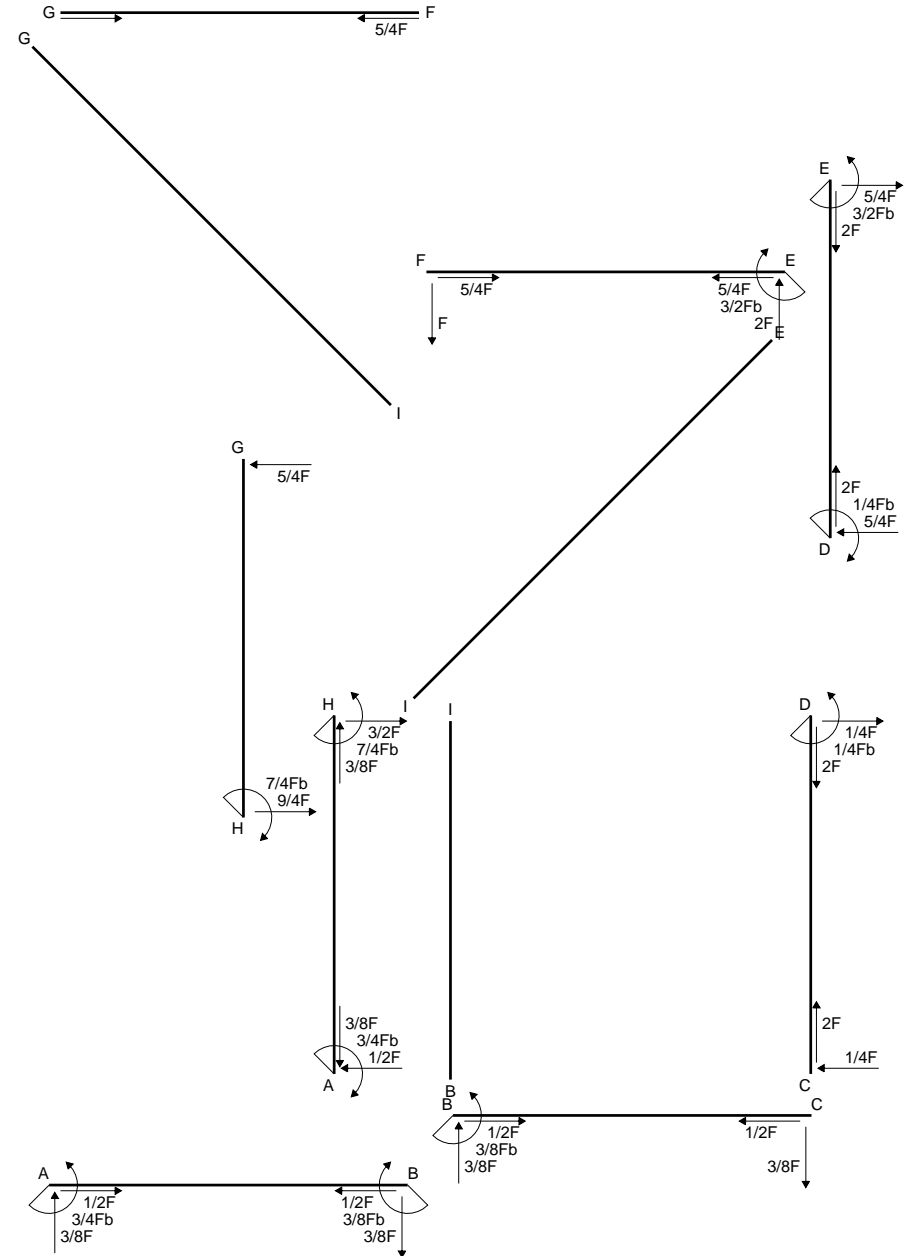 G F
5/4F
G
E
5/4F
3/2Fb
2F
F E
5/4F 5/4F
3/2Fb
F 2F
E
I
G
5/4F
2F
1/4Fb
5/4F
D
H I I D
3/2F 1/4F
7/4Fb 1/4Fb
3/8F 2F
7/4Fb
9/4F
H
3/8F 2F
3/4Fb
1/2F 1/4F
A B C
B C
1/2F 1/2F
3/8Fb
3/8F 3/8F
A B
1/2F 1/2F
3/4Fb 3/8Fb
3/8F 3/8F